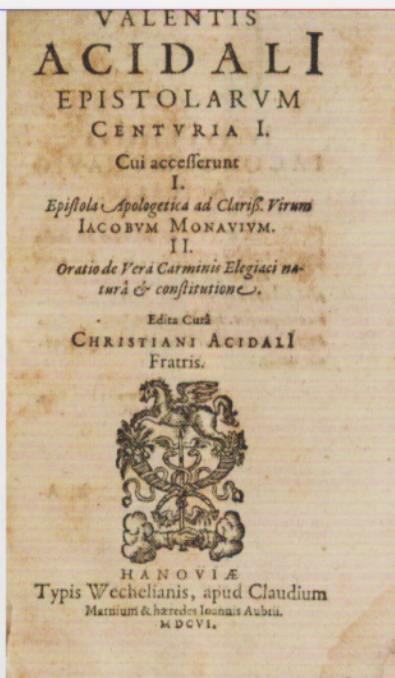 VALENTIS
ACIDALI
EPISTOLARVM
CENTVRIA I.
Cui accesserunt
I.
Epistola Apologetica ad Clariss. Virum
IACOBVM MONAVIVM.
II.
Oratio de Verâ Carminis Elegiaci na-
turâ & constitutione.
Edita Curâ
CHRISTIANI ACIDALI
Fratris.
HANOVIÆ
Typis Wechelianis, apud Claudium
Marnium & hæredes Ioannis Aubrii.
MDCVI.